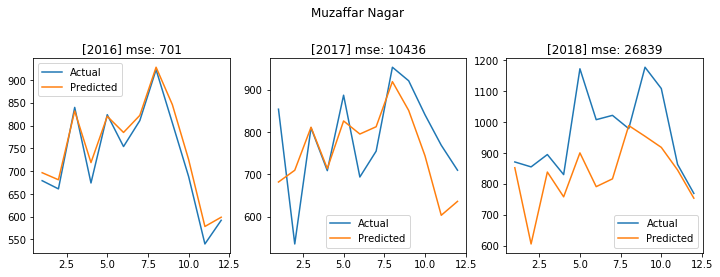 Muzaffar Nagar
[2016] mse: 701
Actual
Predicted
900
850
800
750
700
650
600
550
2.5 5.0 7.5 10.0 12.5
[2017] mse: 10436
900
800
700
600
Actual
Predicted
2.5 5.0 7.5 10.0 12.5
[2018] mse: 26839
1200
1100
1000
900
800
700
600
Actual
Predicted
2.5 5.0 7.5 10.0 12.5